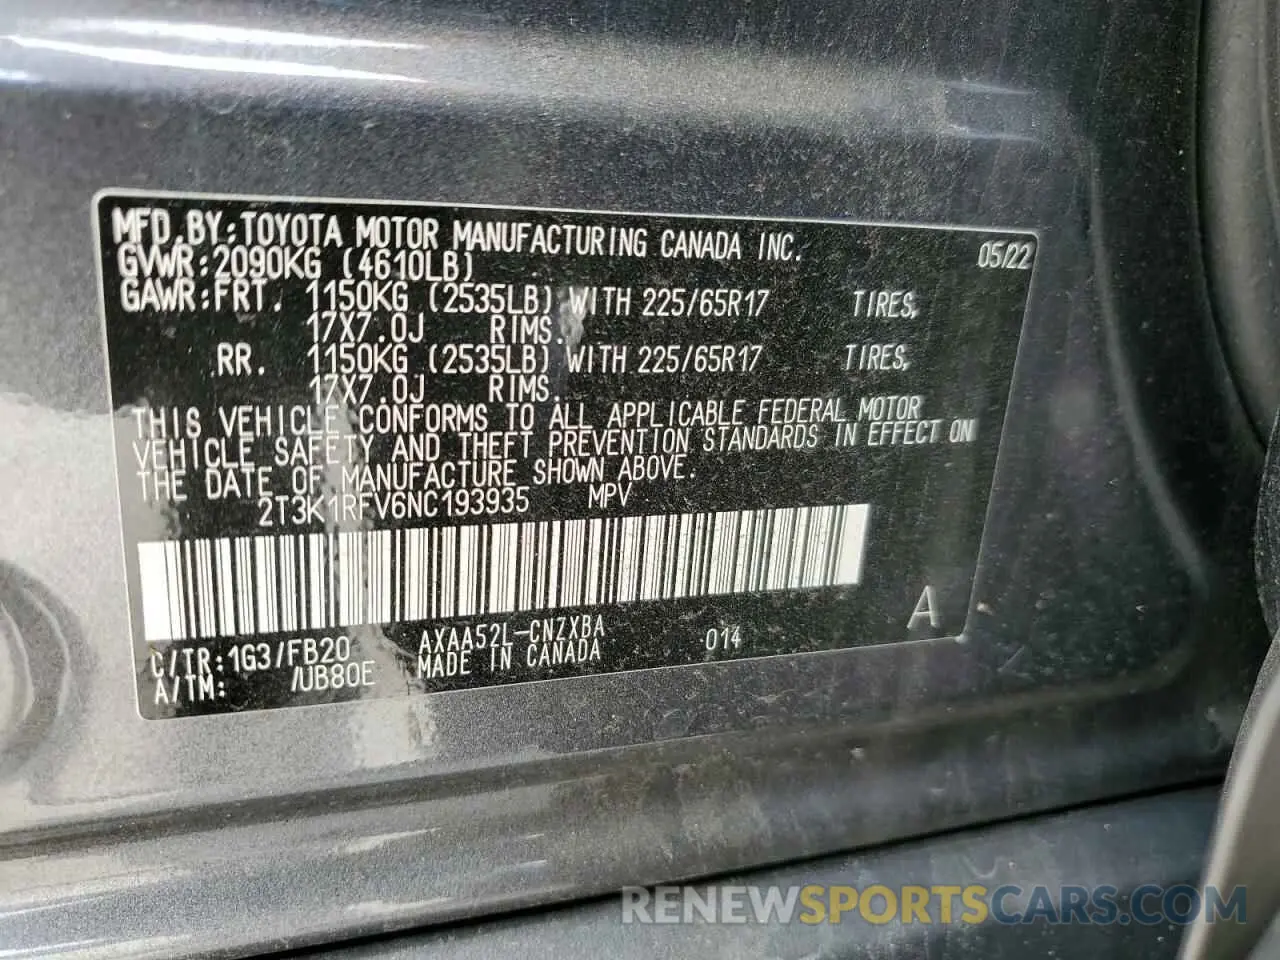 MFD.BY:TOYOTA MOTOR MANUFACTURING CANADA INC. 05/22
GVWR:2090KG (4610LB)
GAWR:FRT. 1150KG (2535LB) WITH 225/65R17 TIRES,
17X7.0J RIMS.
RR. 1150KG (2535LB) WITH 225/65R17 TIRES,
17X7.0J RIMS.
THIS VEHICLE CONFORMS TO ALL APPLICABLE FEDERAL MOTOR
VEHICLE SAFETY AND THEFT PREVENTION STANDARDS IN EFFECT ON
THE DATE OF MANUFACTURE SHOWN ABOVE.
2T3K1RFV6NC193935 MPV
A
C/TR:1G3/FB20 AXAA52L-CNZXBA 014
A/TM: /UB80E MADE IN CANADA
RENEWSPORTSCARS.COM